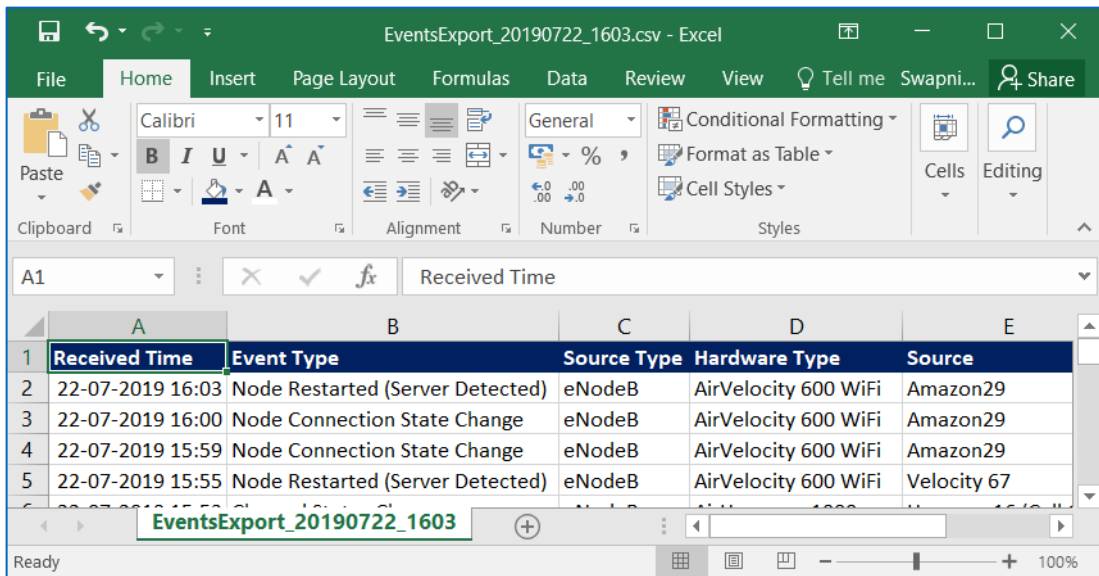 EventsExport_20190722_1603.csv - Excel
File Home Insert Page Layout Formulas Data Review View Tell me Swapni... Share
Calibri 11 General Conditional Formatting
B I U A A % , Format as Table
Paste A .00 .00 Cell Styles Cells Editing
Clipboard Font Alignment Number Styles
A1 fx Received Time
A B C D E
1 Received Time Event Type Source Type Hardware Type Source
2 22-07-2019 16:03 Node Restarted (Server Detected) eNodeB AirVelocity 600 WiFi Amazon29
3 22-07-2019 16:00 Node Connection State Change eNodeB AirVelocity 600 WiFi Amazon29
4 22-07-2019 15:59 Node Connection State Change eNodeB AirVelocity 600 WiFi Amazon29
5 22-07-2019 15:55 Node Restarted (Server Detected) eNodeB AirVelocity 600 WiFi Velocity 67
EventsExport_20190722_1603
Ready 100%